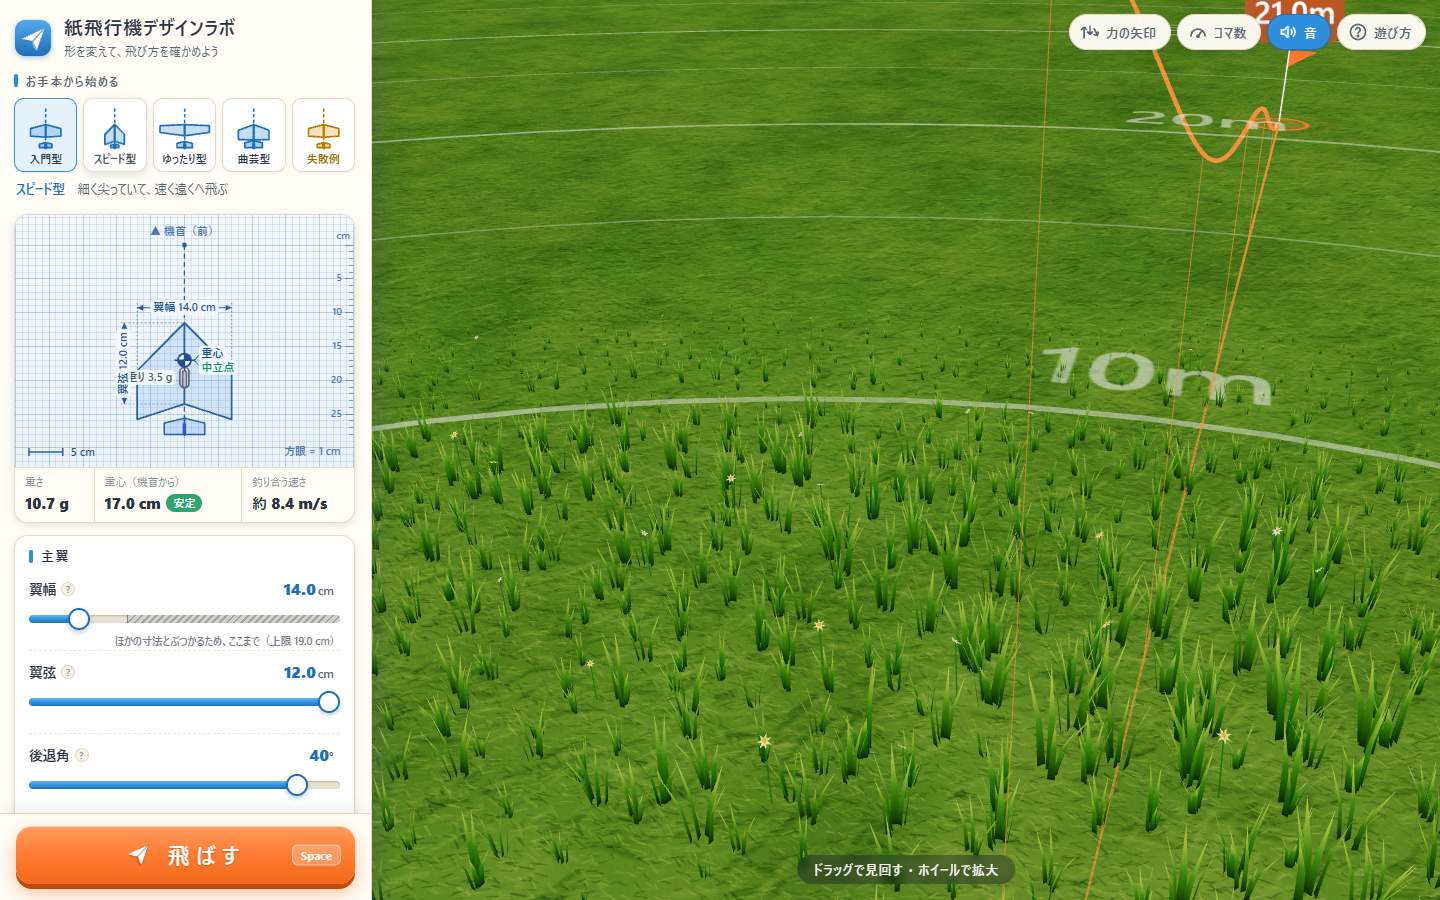 紙飛行機デザインラボ
形を変えて、飛び方を確かめよう
お手本から始める
入門型
スピード型
ゆったり型
曲芸型
失敗例
スピード型 細く尖っていて、速く遠くへ飛ぶ
▲ 機首（前）
cm
5
10
15
20
25
翼幅 14.0 cm
翼弦 12.0 cm
重心
中立点
重り 3.5 g
5 cm
方眼 = 1 cm
重さ
10.7 g
重心（機首から）
17.0 cm 安定
釣り合う速さ
約 8.4 m/s
主翼
翼幅 ? 14.0 cm
ほかの寸法とぶつかるため、ここまで（上限 19.0 cm）
翼弦 ? 12.0 cm
後退角 ? 40°
飛ばす Space
21.0m
力の矢印
コマ数
音
遊び方
20m
10m
ドラッグで見回す・ホイールで拡大